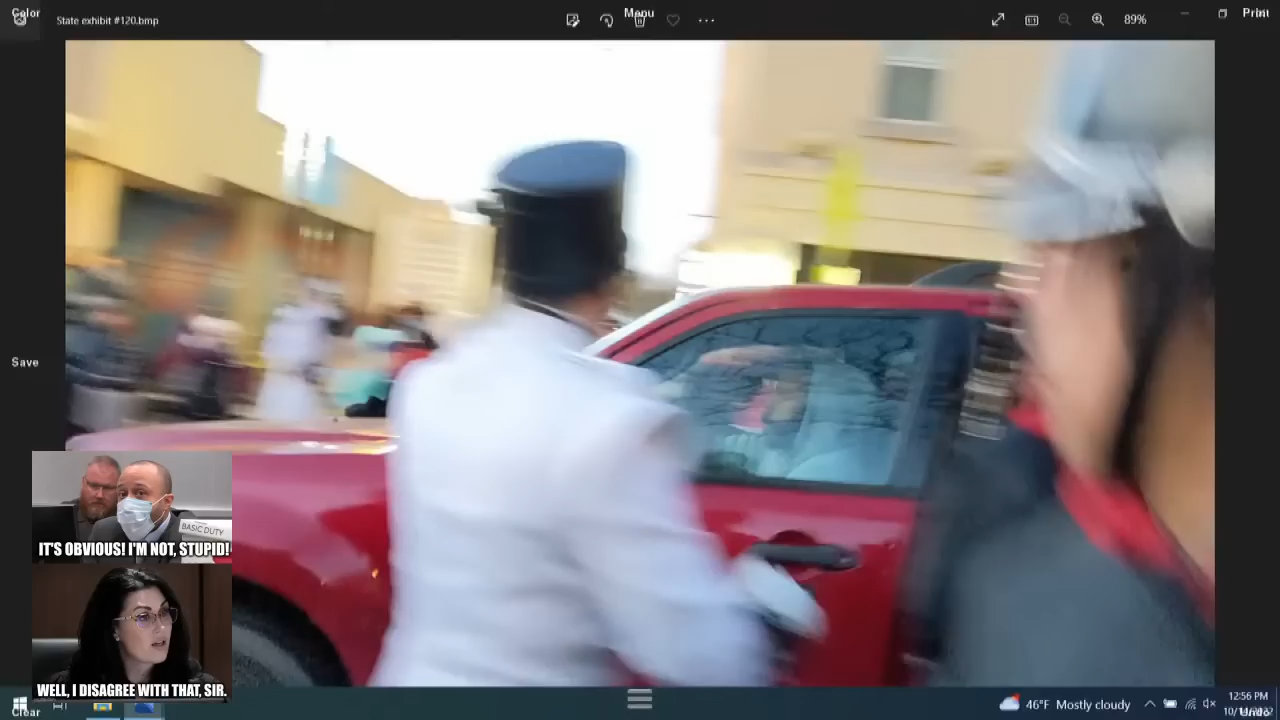 Color
Menu
Print
State exhibit #120.bmp
89%
Save
BASIC DUTY
IT'S OBVIOUS! I'M NOT, STUPID!
WELL, I DISAGREE WITH THAT, SIR.
46°F Mostly cloudy
12:56 PM
Clear
Undo